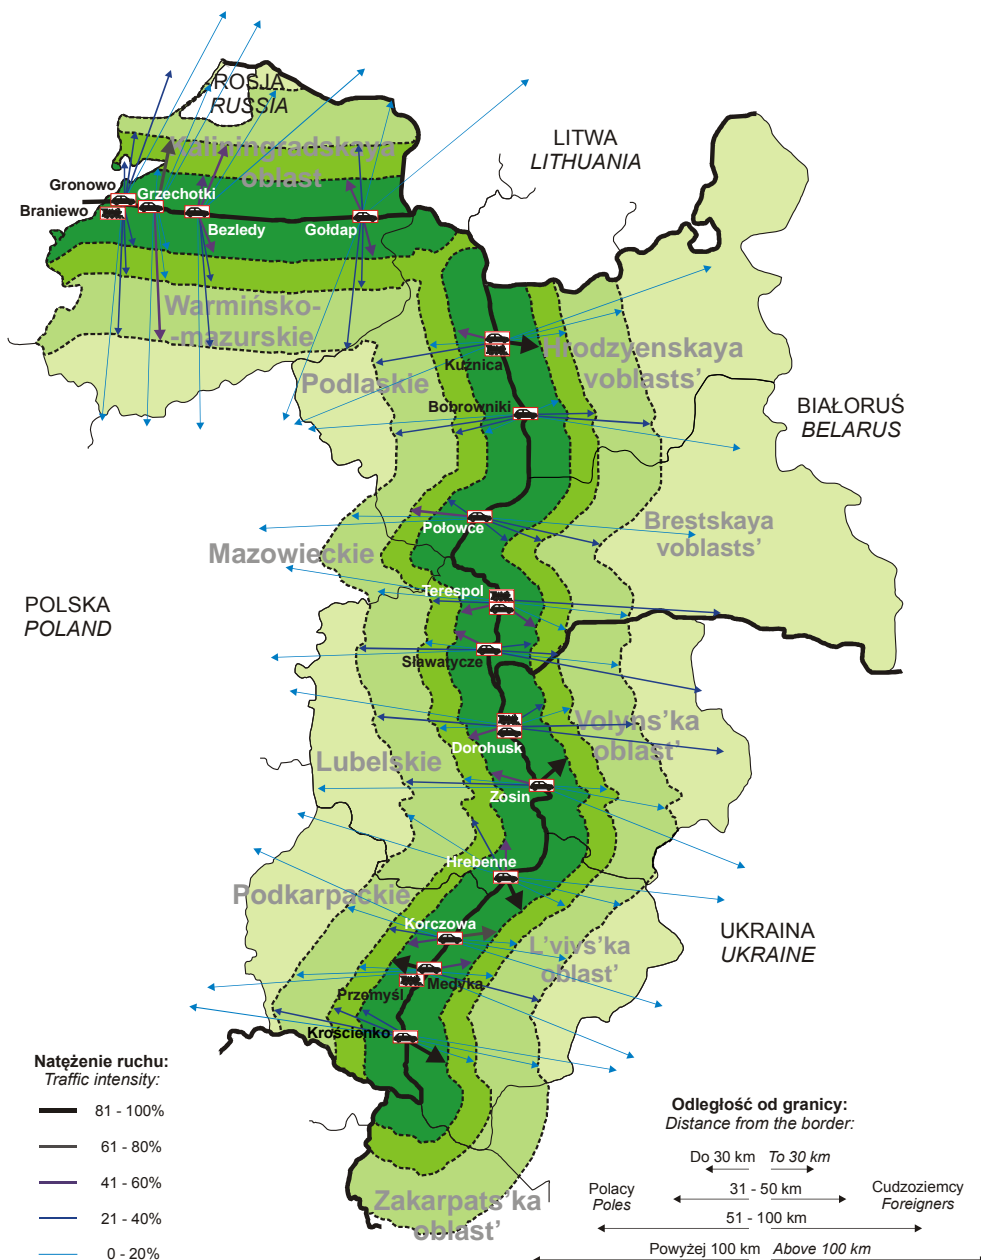 ROSJA
RUSSIA
LITWA
LITHUANIA
Kaliningradskaya
oblast
Gronowo
Grzechotki
Braniewo
Bezledy
Gołdap
Warmińsko-
-mazurskie
Podlaskie
Kuźnica
Hrodzyenskaya
voblasts'
Bobrowniki
BIAŁORUŚ
BELARUS
Połowce
Brestskaya
voblasts'
Mazowieckie
Terespol
POLSKA
POLAND
Sławatycze
Volyns'ka
oblast'
Dorohusk
Lubelskie
Zosin
Hrebenne
Podkarpackie
Korczowa
UKRAINA
UKRAINE
L'vivs'ka
oblast'
Przemyśl
Medyka
Krościenko
Zakarpats'ka
oblast'
Natężenie ruchu:
Traffic intensity:
81 - 100%
61 - 80%
41 - 60%
21 - 40%
0 - 20%
Odległość od granicy:
Distance from the border:
Do 30 km To 30 km
Polacy
Poles
31 - 50 km
Cudzoziemcy
Foreigners
51 - 100 km
Powyżej 100 km Above 100 km